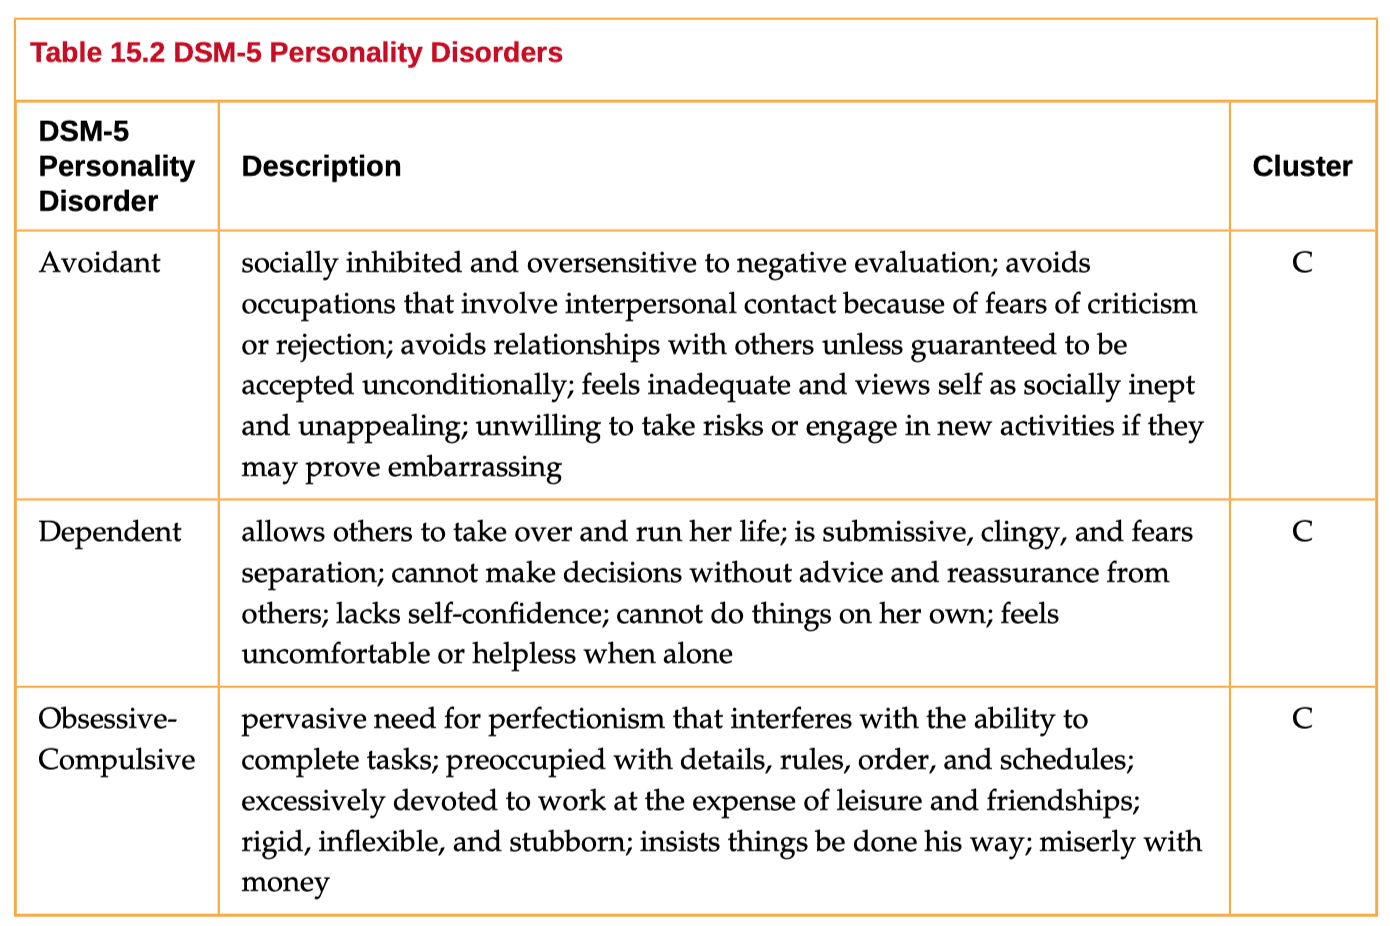 Table 15.2 DSM-5 Personality Disorders
DSM-5
Personality
Disorder
Description
Cluster
Avoidant
socially inhibited and oversensitive to negative evaluation; avoids
occupations that involve interpersonal contact because of fears of criticism
or rejection; avoids relationships with others unless guaranteed to be
accepted unconditionally; feels inadequate and views self as socially inept
and unappealing; unwilling to take risks or engage in new activities if they
may prove embarrassing
C
Dependent
allows others to take over and run her life; is submissive, clingy, and fears
separation; cannot make decisions without advice and reassurance from
others; lacks self-confidence; cannot do things on her own; feels
uncomfortable or helpless when alone
C
Obsessive-
Compulsive
pervasive need for perfectionism that interferes with the ability to
complete tasks; preoccupied with details, rules, order, and schedules;
excessively devoted to work at the expense of leisure and friendships;
rigid, inflexible, and stubborn; insists things be done his way; miserly with
money
C